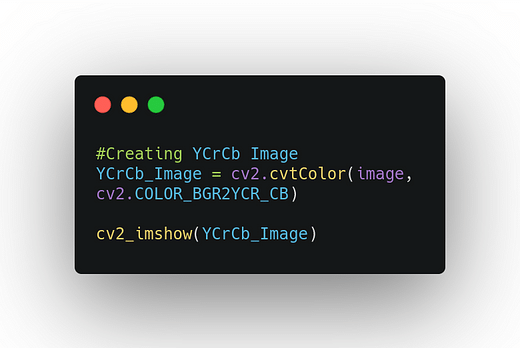 #Creating YCrCb Image
YCrCb_Image = cv2.cvtColor(image,
cv2.COLOR_BGR2YCR_CB)
cv2_imshow(YCrCb_Image)